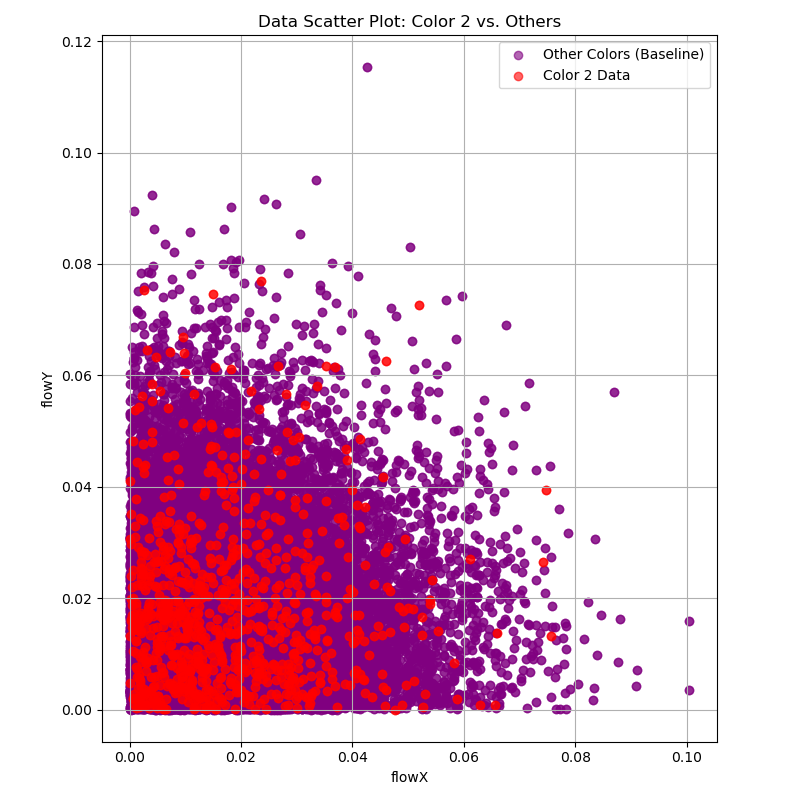 Data Scatter Plot: Color 2 vs. Others
Other Colors (Baseline)
Color 2 Data
0.12
0.10
0.08
0.06
0.04
0.02
0.00
flowY
0.00 0.02 0.04 0.06 0.08 0.10
flowX